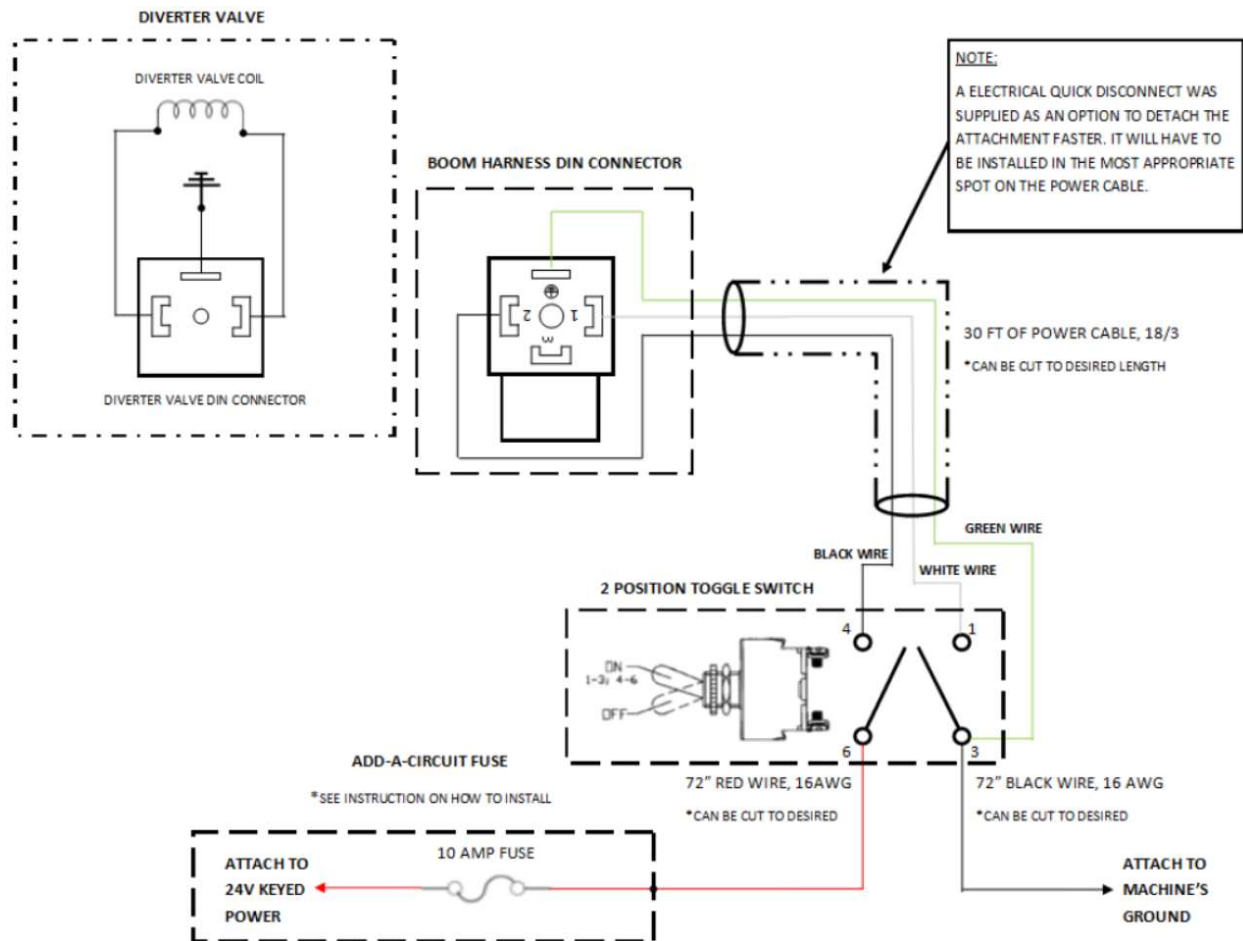 DIVERTER VALVE
DIVERTER VALVE COIL
DIVERTER VALVE DIN CONNECTOR
BOOM HARNESS DIN CONNECTOR
2
1
3
NOTE:
A ELECTRICAL QUICK DISCONNECT WAS
SUPPLIED AS AN OPTION TO DETACH THE
ATTACHMENT FASTER. IT WILL HAVE TO
BE INSTALLED IN THE MOST APPROPRIATE
SPOT ON THE POWER CABLE.
30 FT OF POWER CABLE, 18/3
*CAN BE CUT TO DESIRED LENGTH
GREEN WIRE
BLACK WIRE
WHITE WIRE
2 POSITION TOGGLE SWITCH
4
1
ON
1-3; 4-6
OFF
6
3
ADD-A-CIRCUIT FUSE
*SEE INSTRUCTION ON HOW TO INSTALL
72" RED WIRE, 16AWG
*CAN BE CUT TO DESIRED
72" BLACK WIRE, 16 AWG
*CAN BE CUT TO DESIRED
10 AMP FUSE
ATTACH TO
24V KEYED
POWER
ATTACH TO
MACHINE'S
GROUND